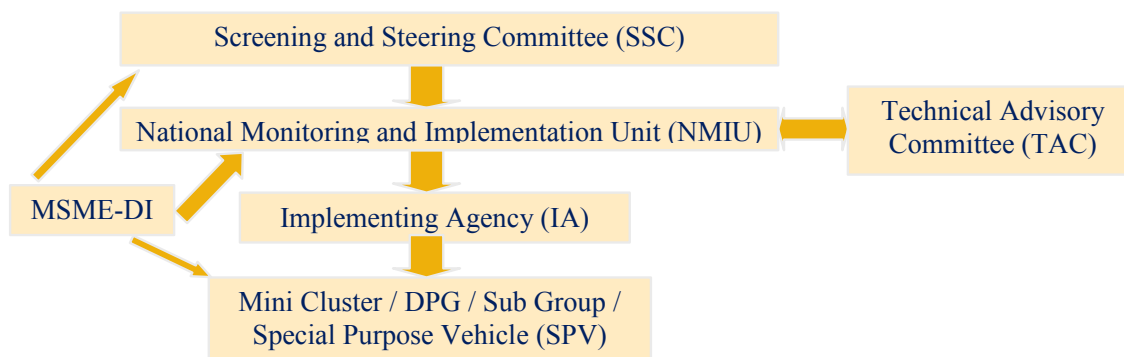 Screening and Steering Committee (SSC)
National Monitoring and Implementation Unit (NMIU)
Technical Advisory
Committee (TAC)
MSME-DI
Implementing Agency (IA)
Mini Cluster / DPG / Sub Group /
Special Purpose Vehicle (SPV)